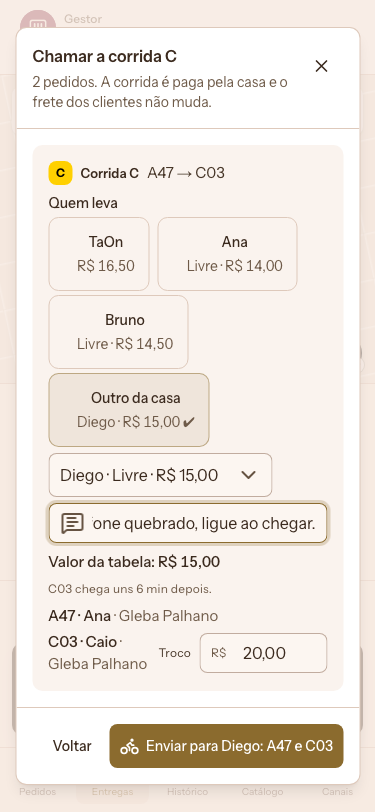 Gestor
Chamar a corrida C
2 pedidos. A corrida é paga pela casa e o
frete dos clientes não muda.
C Corrida C A47 → C03
Quem leva
TaOn
R$ 16,50
Ana
Livre · R$ 14,00
Bruno
Livre · R$ 14,50
Outro da casa
Diego · R$ 15,00 ✔
Diego · Livre · R$ 15,00
one quebrado, ligue ao chegar.
Valor da tabela: R$ 15,00
C03 chega uns 6 min depois.
A47 · Ana · Gleba Palhano
C03 · Caio ·
Gleba Palhano
Troco R$ 20,00
Voltar
Enviar para Diego: A47 e C03
Pedidos Entregas Histórico Catálogo Canais